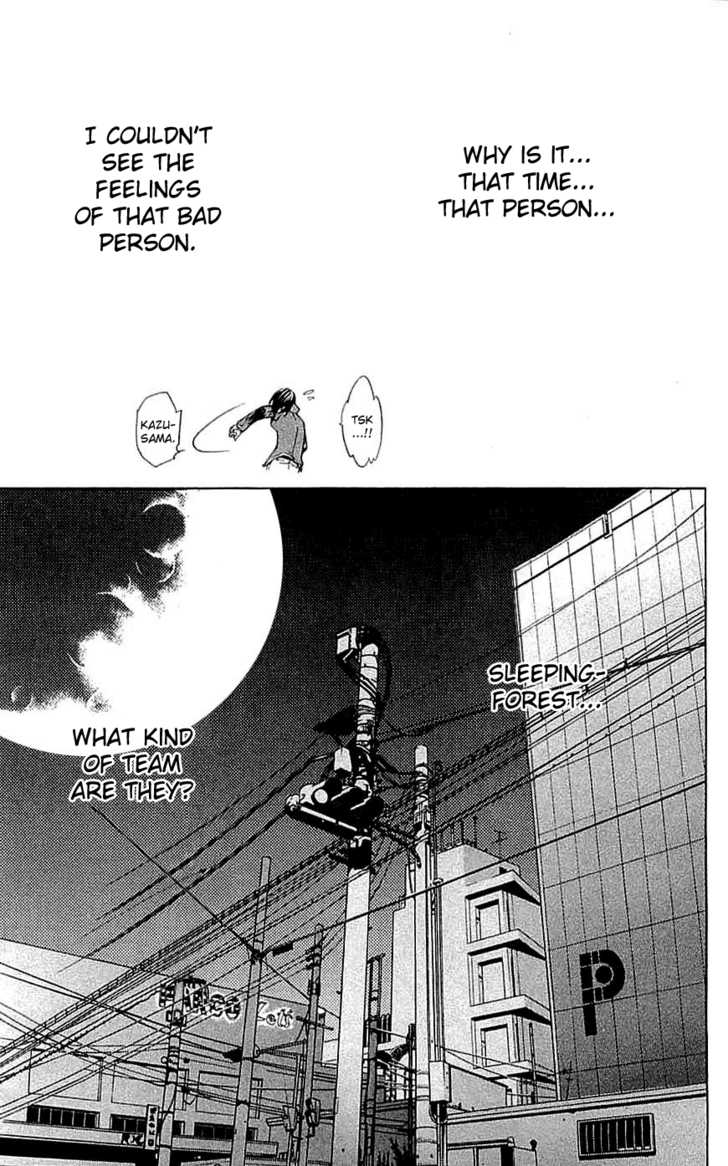 WHY IS IT...
THAT TIME...
THAT PERSON...
I COULDN'T
SEE THE
FEELINGS
OF THAT BAD
PERSON.
TSK
...!!
KAZU-
SAMA.
SLEEPING-
FOREST...
WHAT KIND
OF TEAM
ARE THEY?
P